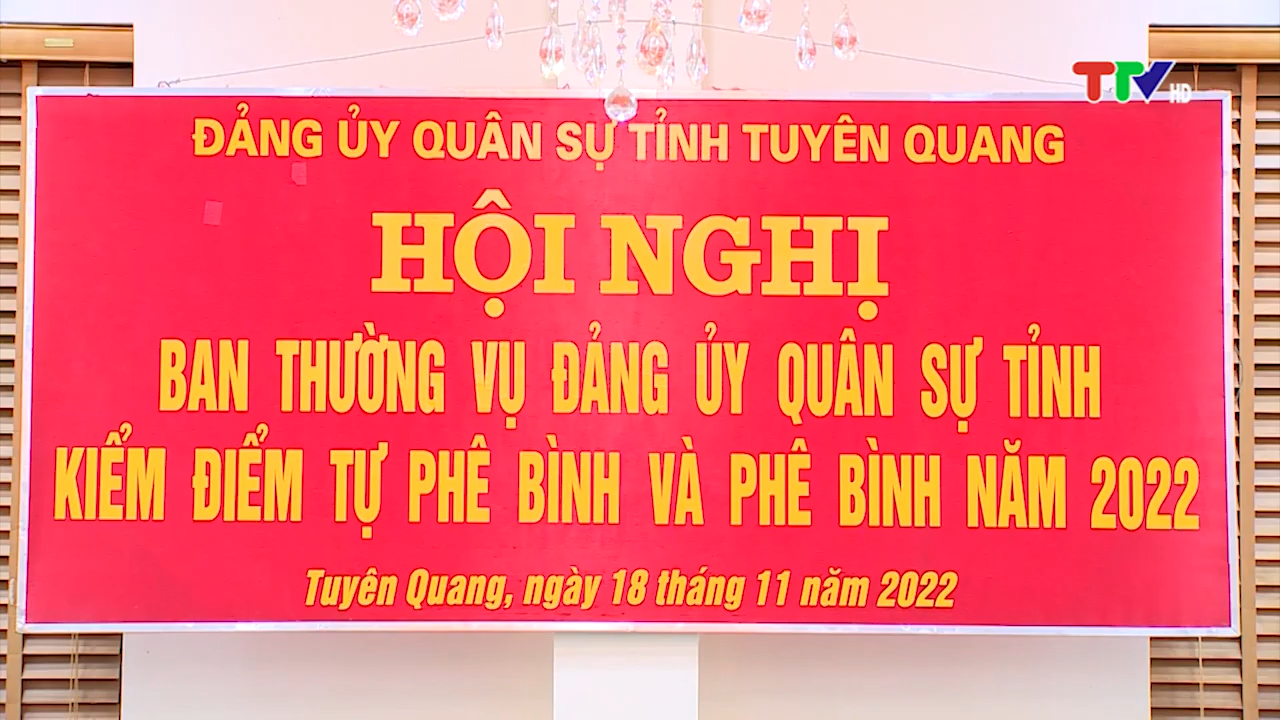 TTV HD
ĐẢNG ỦY QUÂN SỰ TỈNH TUYÊN QUANG
HỘI NGHỊ
BAN THƯỜNG VỤ ĐẢNG ỦY QUÂN SỰ TỈNH
KIỂM ĐIỂM TỰ PHÊ BÌNH VÀ PHÊ BÌNH NĂM 2022
Tuyên Quang, ngày 18 tháng 11 năm 2022